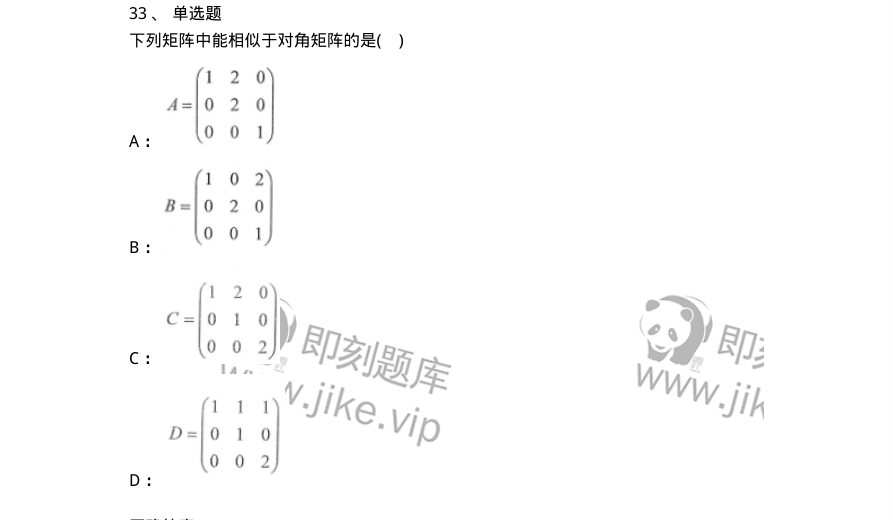 33 、 单选题
下列矩阵中能相似于对角矩阵的是( )
1 2 0
A = 0 2 0
0 0 1
A :
1 0 2
B = 0 2 0
0 0 1
B :
1 2 0
C = 0 1 0
0 0 2
C :
即刻题库
w.jike.vip
即
www.jik
1 1 1
D = 0 1 0
0 0 2
D :